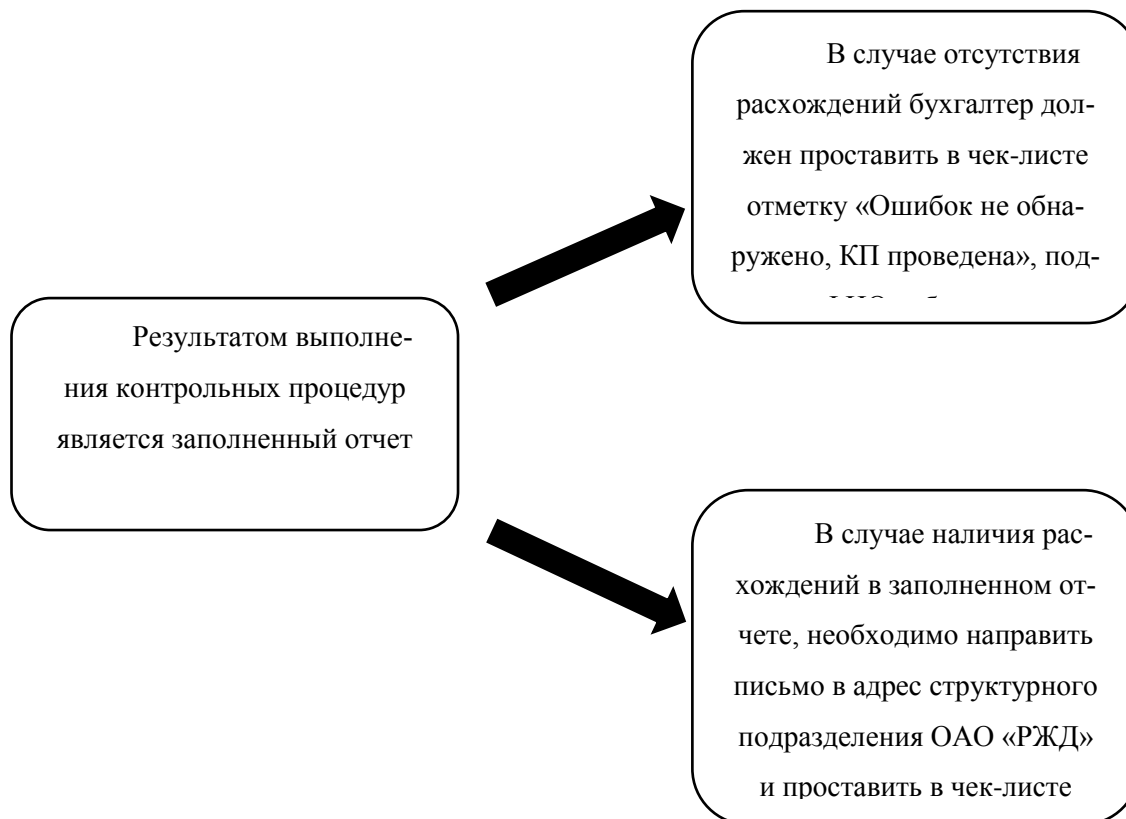 Результатом выполне-
ния контрольных процедур
является заполненный отчет
В случае отсутствия
расхождений бухгалтер дол-
жен проставить в чек-листе
отметку «Ошибок не обна-
ружено, КП проведена», под-
В случае наличия рас-
хождений в заполненном от-
чете, необходимо направить
письмо в адрес структурного
подразделения ОАО «РЖД»
и проставить в чек-листе